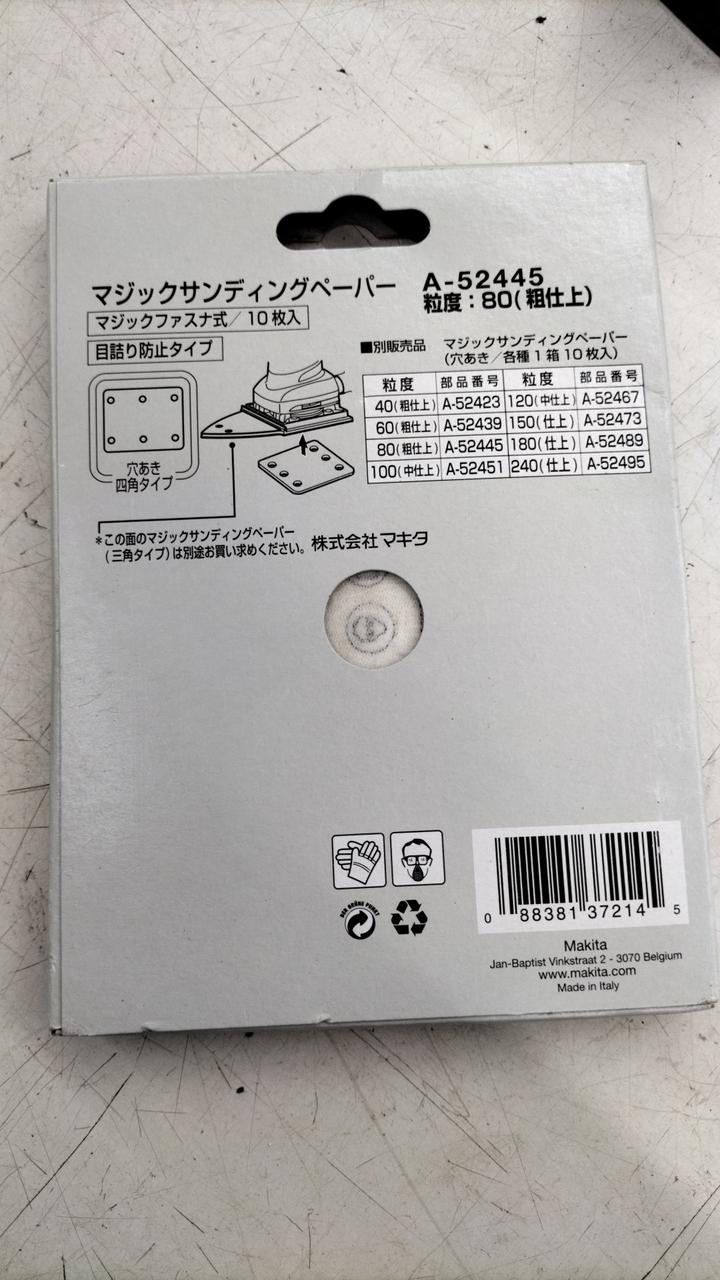 マジックサンディングペーパー
A-52445
粒度：80(粗仕上)
マジックファスナ式／10枚入
目詰り防止タイプ
■別販売品 マジックサンディングペーパー
(穴あき／各種1箱10枚入)
粒度 部品番号 粒度 部品番号
40(粗仕上) A-52423 120(中仕上) A-52467
60(粗仕上) A-52439 150(仕上) A-52473
80(粗仕上) A-52445 180(仕上) A-52489
100(中仕上) A-52451 240(仕上) A-52495
穴あき
四角タイプ
＊この面のマジックサンディングペーパー
(三角タイプ)は別途お買い求めください。
株式会社マキタ
DER GRÜNE PUNKT
0 88381 37214 5
Makita
Jan-Baptist Vinkstraat 2 - 3070 Belgium
www.makita.com
Made in Italy